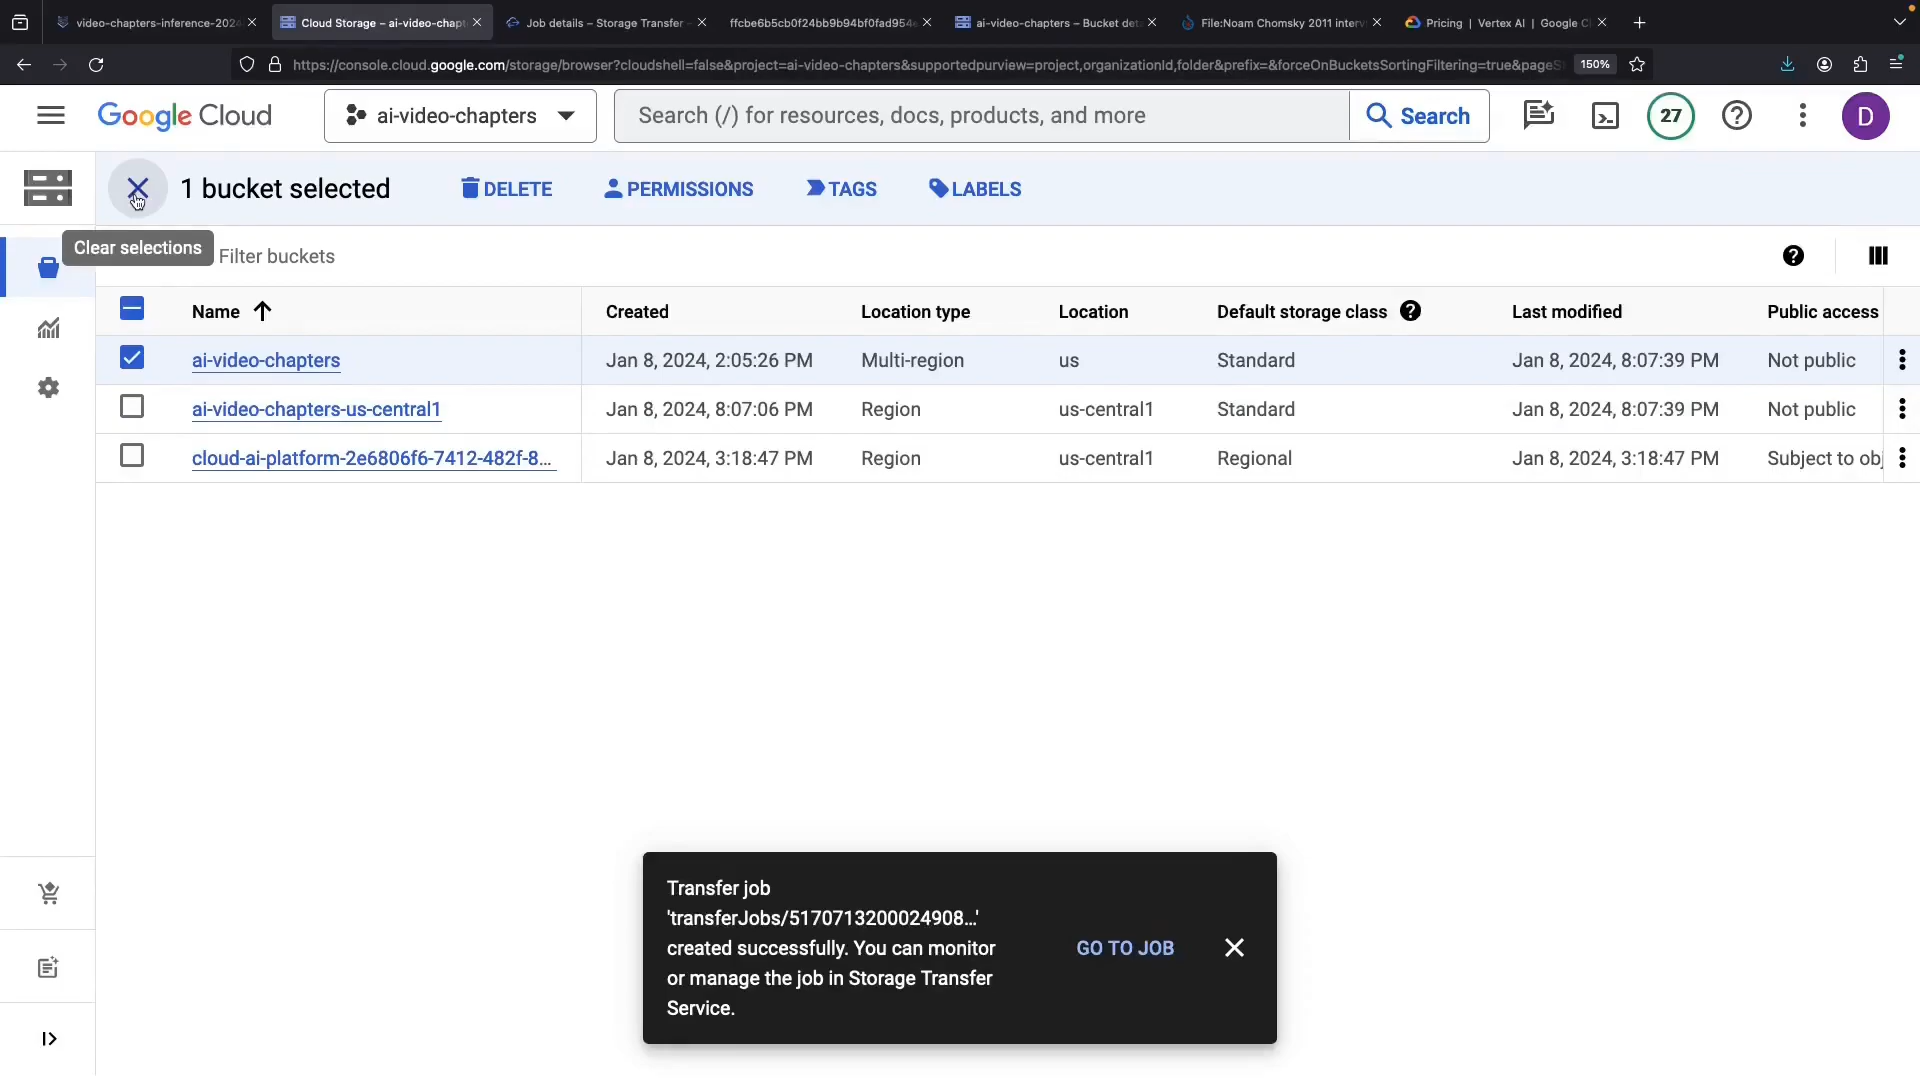 video-chapters-inference-202
Cloud Storage – ai-video-chapt
Job details – Storage Transfer
ffcbe6b5cb0f24bb9b94bf0fad954
ai-video-chapters – Bucket det
File:Noam Chomsky 2011 interv
Pricing | Vertex AI | Google C
https://console.cloud.google.com/storage/browser?cloudshell=false&project=ai-video-chapters&supportedpurview=project,organizationId,folder&prefix=&forceOnBucketsSortingFiltering=true&pageS
150%
Google Cloud
ai-video-chapters
Search (/) for resources, docs, products, and more
Search
27
D
1 bucket selected
DELETE
PERMISSIONS
TAGS
LABELS
Clear selections
Filter buckets
Name Created Location type Location Default storage class Last modified Public access
ai-video-chapters Jan 8, 2024, 2:05:26 PM Multi-region us Standard Jan 8, 2024, 8:07:39 PM Not public
ai-video-chapters-us-central1 Jan 8, 2024, 8:07:06 PM Region us-central1 Standard Jan 8, 2024, 8:07:39 PM Not public
cloud-ai-platform-2e6806f6-7412-482f-8... Jan 8, 2024, 3:18:47 PM Region us-central1 Regional Jan 8, 2024, 3:18:47 PM Subject to obj
Transfer job
'transferJobs/5170713200024908...'
created successfully. You can monitor
or manage the job in Storage Transfer
Service.
GO TO JOB